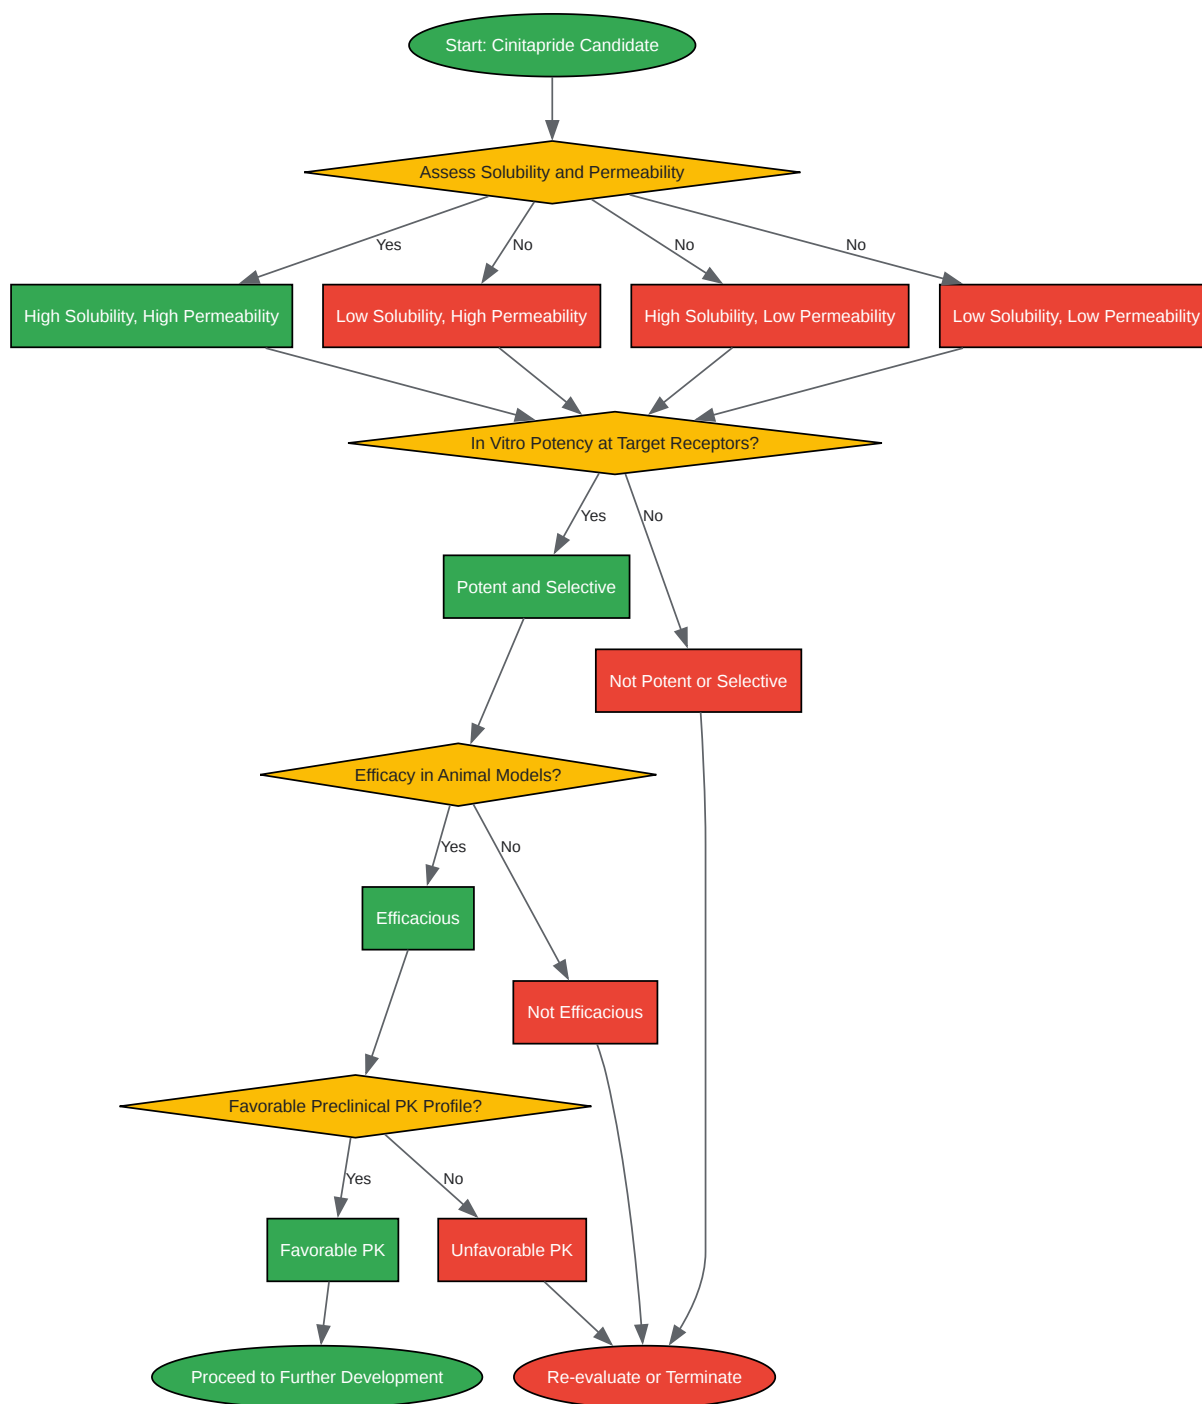 Start: Cinitapride Candidate
Assess Solubility and Permeability
Yes
No
No
No
High Solubility, High Permeability
Low Solubility, High Permeability
High Solubility, Low Permeability
Low Solubility, Low Permeability
In Vitro Potency at Target Receptors?
Yes
No
Potent and Selective
Not Potent or Selective
Efficacy in Animal Models?
Yes
No
Efficacious
Not Efficacious
Favorable Preclinical PK Profile?
Yes
No
Favorable PK
Unfavorable PK
Proceed to Further Development
Re-evaluate or Terminate